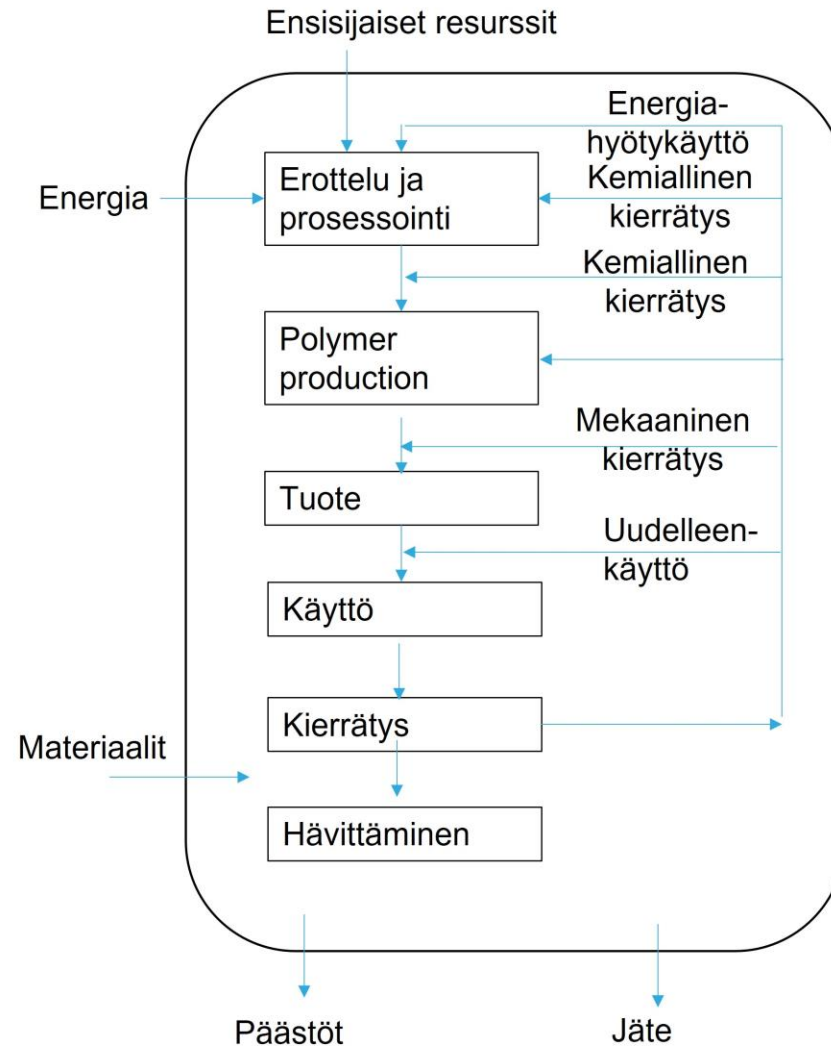 Ensisijaiset resurssit
Energia-
hyötykäyttö
Energia
Erottelu ja
prosessointi
Kemiallinen
kierrätys
Kemiallinen
kierrätys
Polymer
production
Mekaaninen
kierrätys
Tuote
Uudelleen-
käyttö
Käyttö
Kierrätys
Materiaalit
Hävittäminen
Päästöt
Jäte